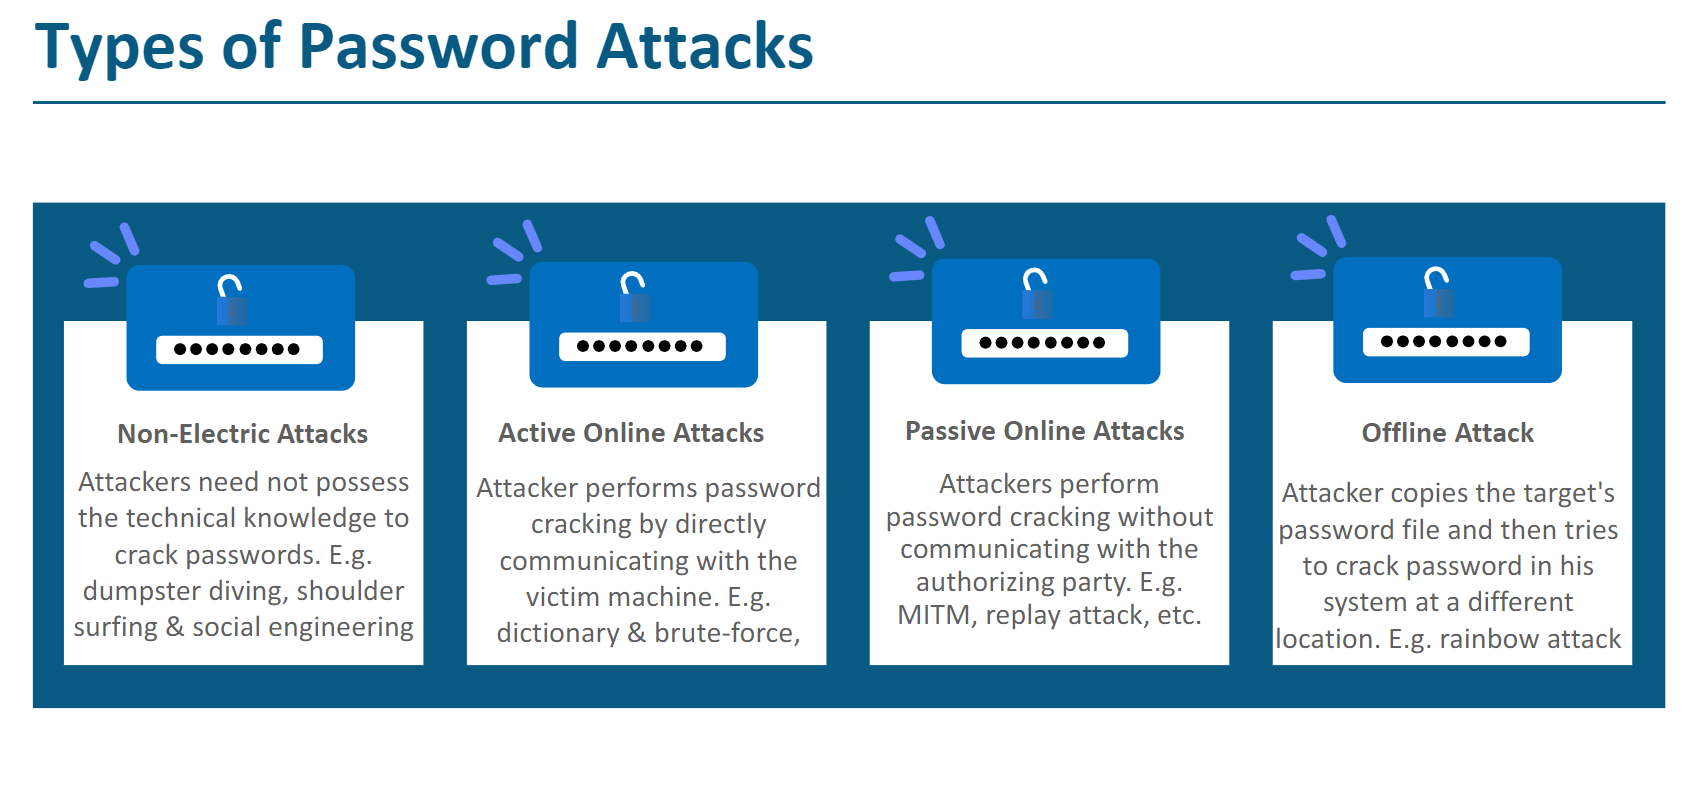 Types of Password Attacks
Non-Electric Attacks
Attackers need not possess
the technical knowledge to
crack passwords. E.g.
dumpster diving, shoulder
surfing & social engineering
Active Online Attacks
Attacker performs password
cracking by directly
communicating with the
victim machine. E.g.
dictionary & brute-force,
Passive Online Attacks
Attackers perform
password cracking without
communicating with the
authorizing party. E.g.
MITM, replay attack, etc.
Offline Attack
Attacker copies the target's
password file and then tries
to crack password in his
system at a different
location. E.g. rainbow attack